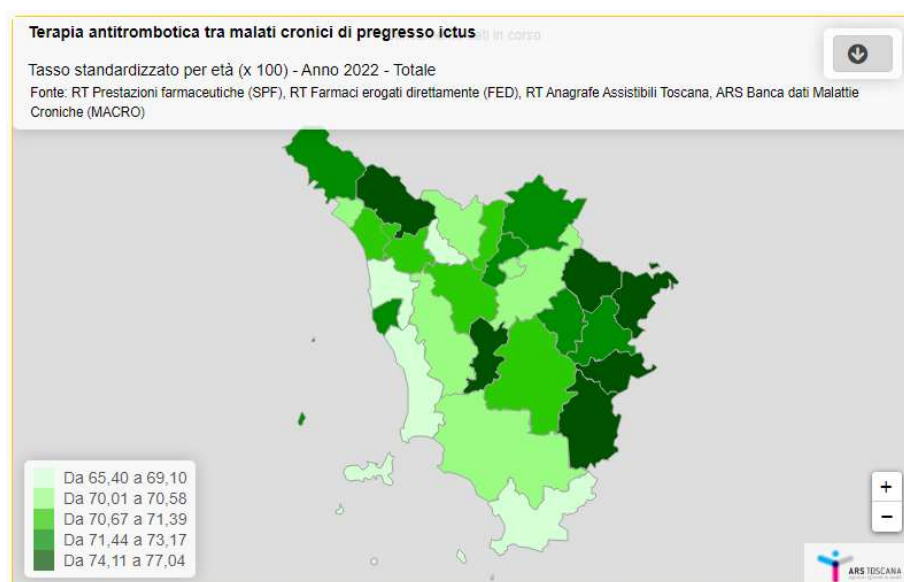 Terapia antitrombotica tra malati cronici di pregresso ictus
ti in corso
Tasso standardizzato per età (x 100) - Anno 2022 - Totale
Fonte: RT Prestazioni farmaceutiche (SPF), RT Farmaci erogati direttamente (FED), RT Anagrafe Assistibili Toscana, ARS Banca dati Malattie
Croniche (MACRO)
Da 65,40 a 69,10
Da 70,01 a 70,58
Da 70,67 a 71,39
Da 71,44 a 73,17
Da 74,11 a 77,04
+
−
ARS TOSCANA